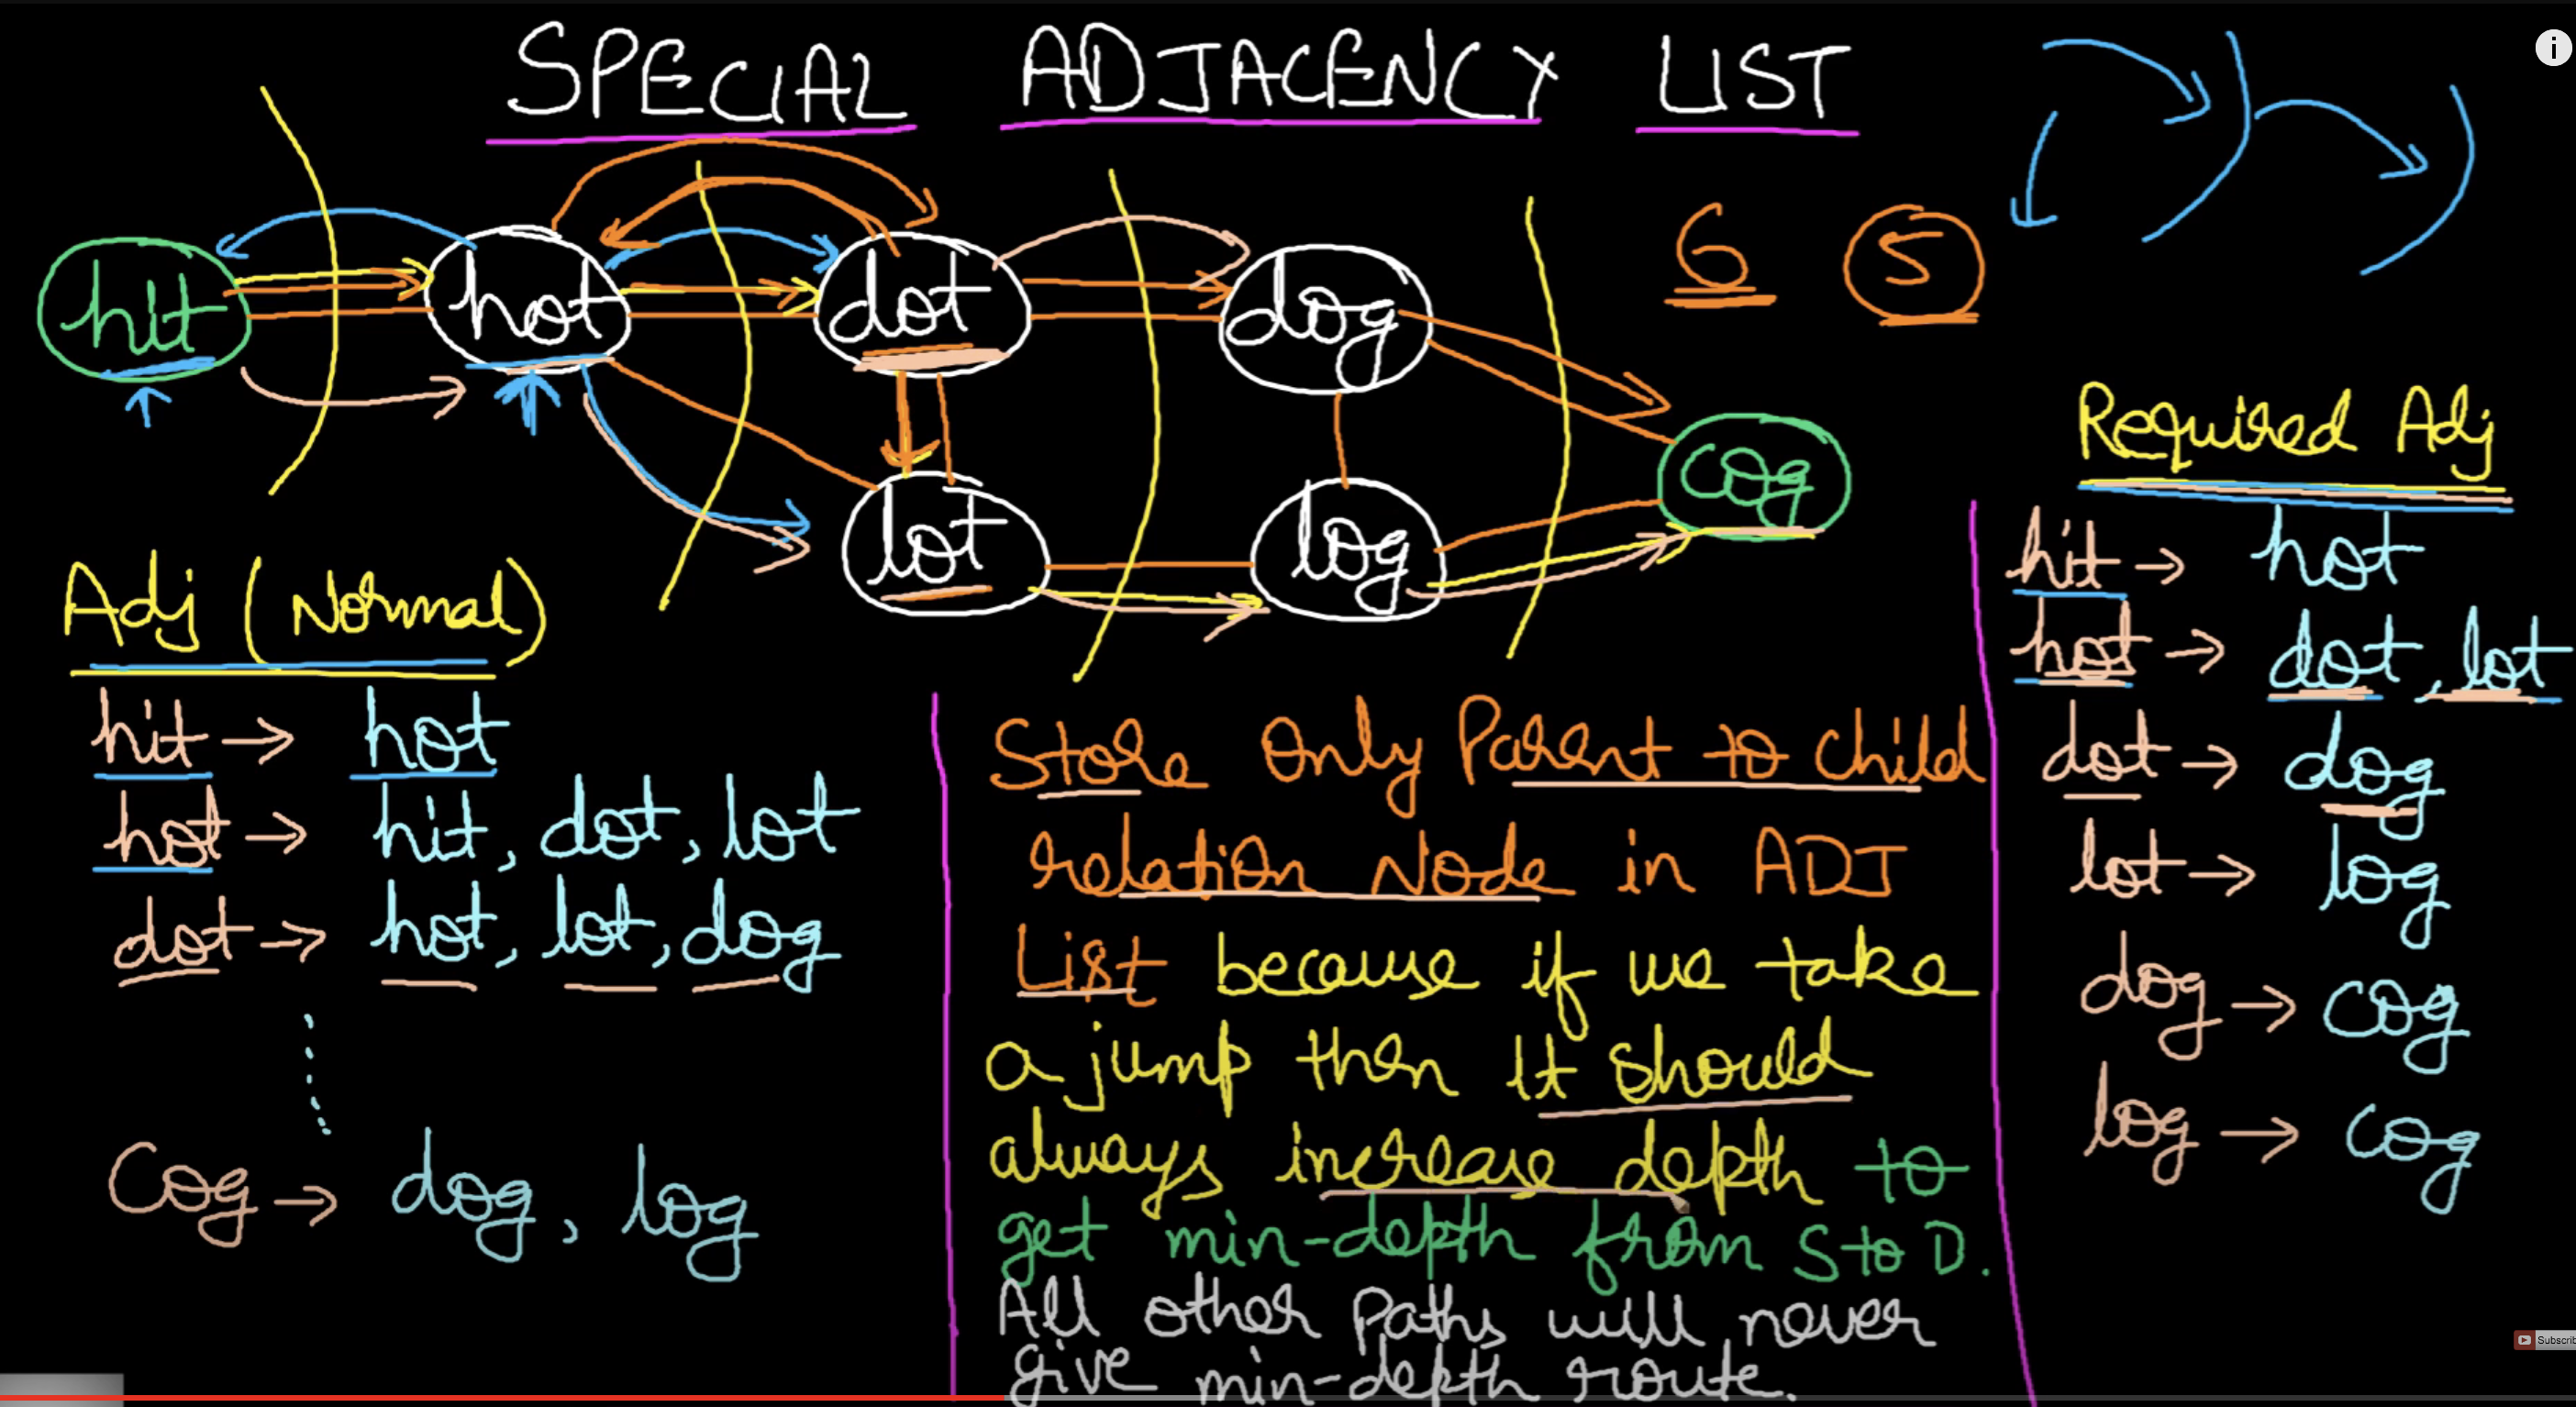 SPECIAL ADJACENCY LIST
hit
hot
dot
dog
6
5
lot
log
cog
Adj (Normal)
hit → hot
hot → hit, dot, lot
dot → hot, lot, dog
Cog → dog, log
Store Only Parent to child
relation Node in ADJ
List because if we take
a jump then it should
always increase depth to
get min-depth from S to D.
All other Paths will never
give min-depth route.
Required Adj
hit → hot
hot → dot, lot
dot → dog
lot → log
dog → cog
log → cog